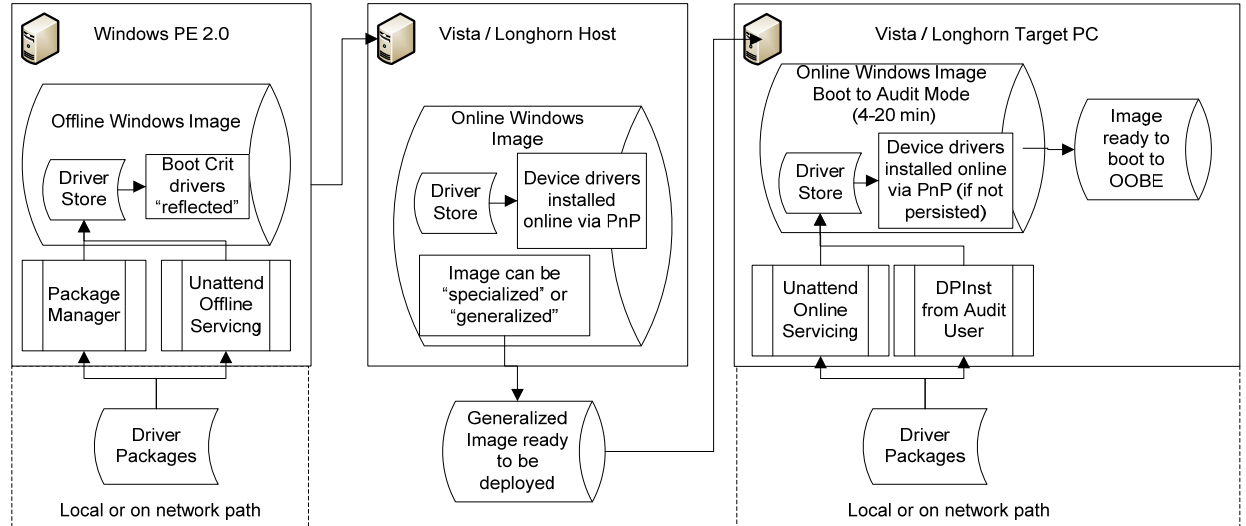 Windows PE 2.0
Offline Windows Image
Driver
Store
Boot Crit
drivers
“reflected”
Package
Manager
Unattend
Offline
Servicng
Driver
Packages
Local or on network path
Vista / Longhorn Host
Online Windows
Image
Driver
Store
Device drivers
installed
online via PnP
Image can be
“specialized” or
“generalized”
Generalized
Image ready
to be
deployed
Vista / Longhorn Target PC
Online Windows Image
Boot to Audit Mode
(4-20 min)
Driver
Store
Device drivers
installed online
via PnP (if not
persisted)
Image
ready to
boot to
OOBE
Unattend
Online
Servicing
DPInst
from Audit
User
Driver
Packages
Local or on network path